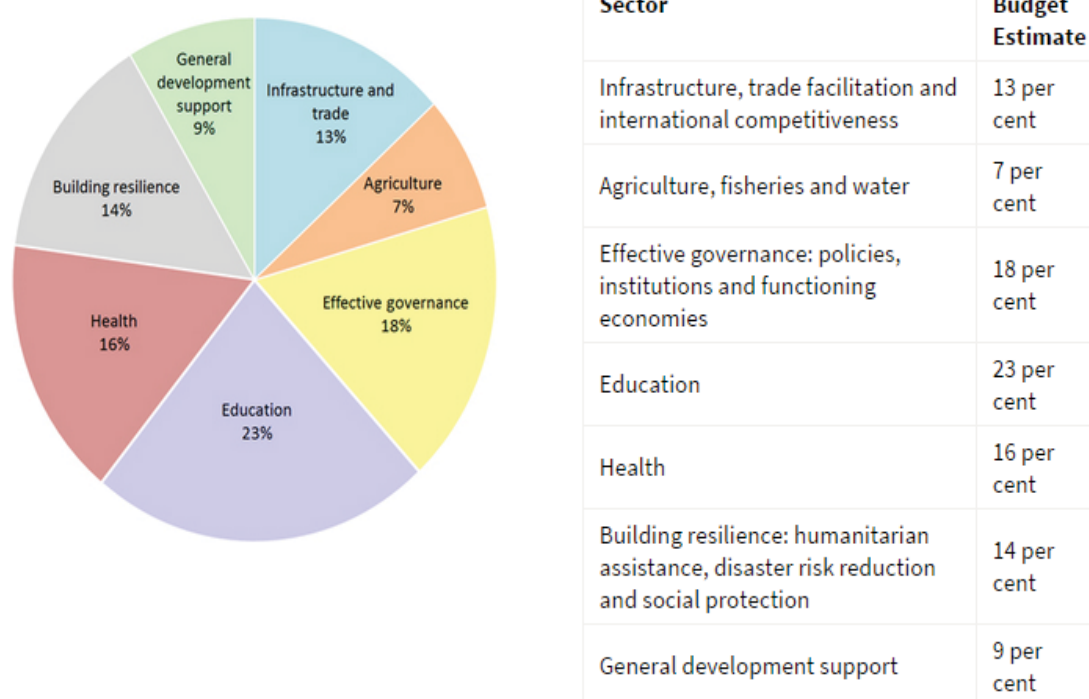 General
development
support
9%
Infrastructure and
trade
13%
Agriculture
7%
Building resilience
14%
Effective governance
18%
Health
16%
Education
23%
Sector
Budget
Estimate
Infrastructure, trade facilitation and
international competitiveness
13 per
cent
Agriculture, fisheries and water
7 per
cent
Effective governance: policies,
institutions and functioning
economies
18 per
cent
Education
23 per
cent
Health
16 per
cent
Building resilience: humanitarian
assistance, disaster risk reduction
and social protection
14 per
cent
General development support
9 per
cent